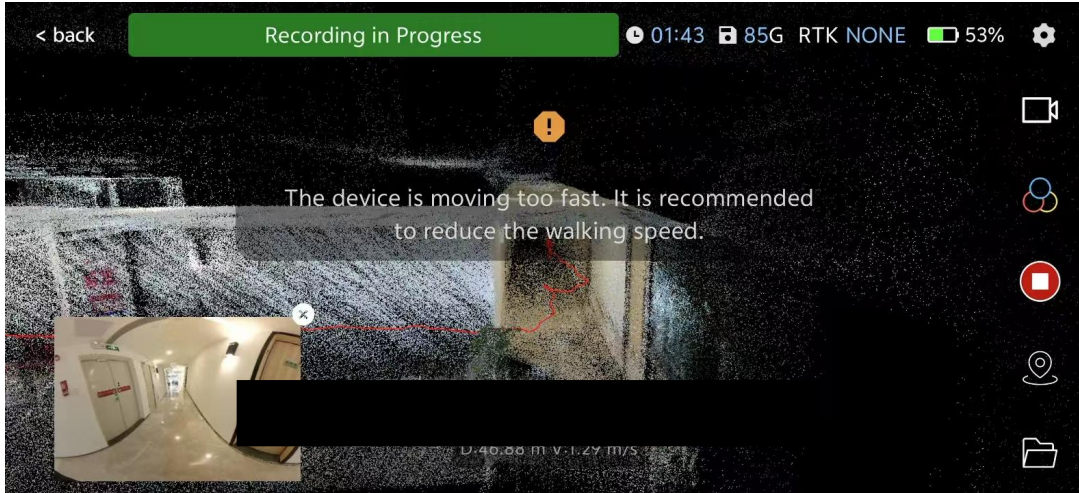 < back
Recording in Progress
01:43
85G
RTK NONE
53%
The device is moving too fast. It is recommended
to reduce the walking speed.
D:46.88 m V:1.29 m/s